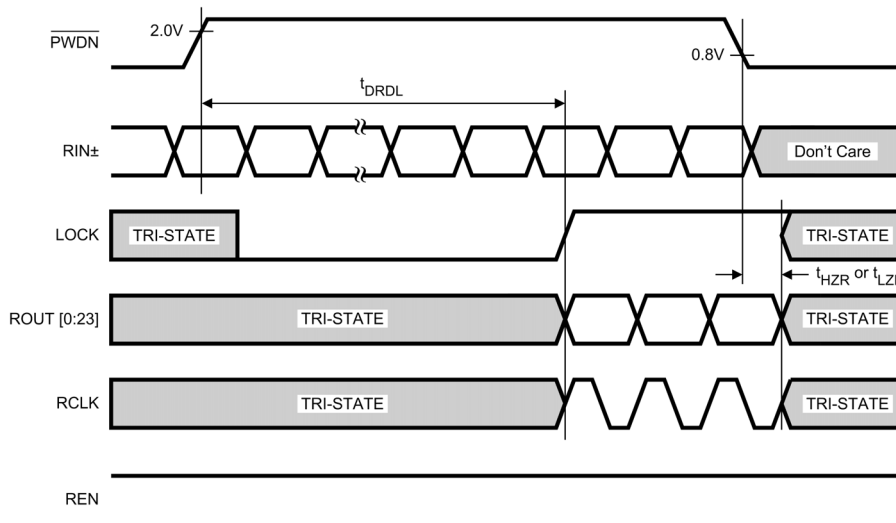 PWDN
2.0V
0.8V
tDRDL
RIN±
Don't Care
LOCK
TRI-STATE
TRI-STATE
tHZR or tLZ
ROUT [0:23]
TRI-STATE
TRI-STATE
RCLK
TRI-STATE
TRI-STATE
REN